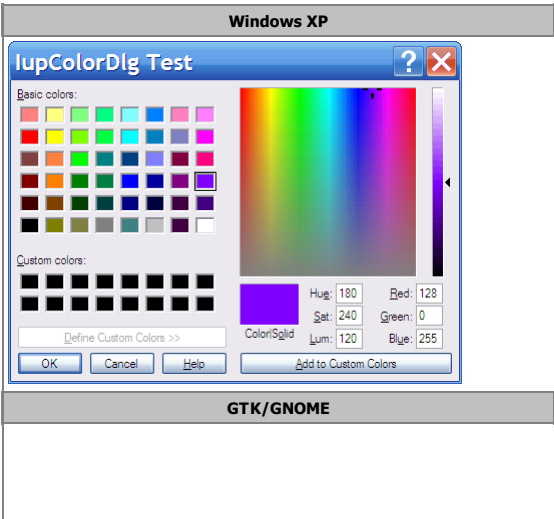 Windows XP
IupColorDlg Test
Basic colors:
Custom colors:
Define Custom Colors >>
OK Cancel Help
Color|Solid
Hue: 180 Red: 128
Sat: 240 Green: 0
Lum: 120 Blue: 255
Add to Custom Colors
GTK/GNOME